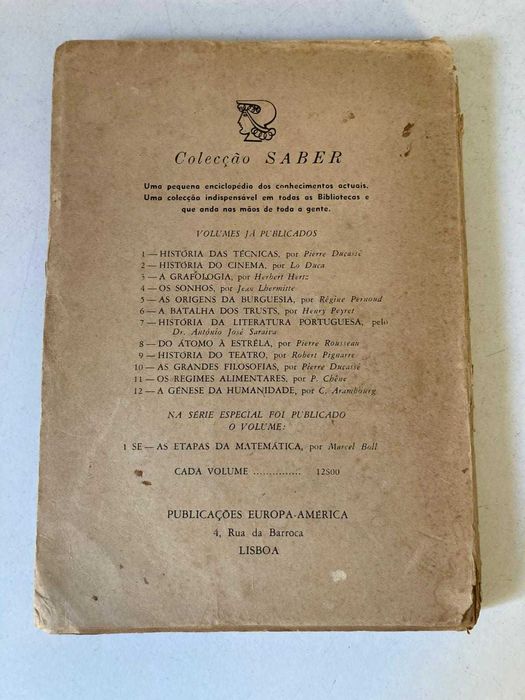 Colecção SABER
Uma pequena enciclopédia dos conhecimentos actuais.
Uma colecção indispensável em todas as Bibliotecas e
que anda nas mãos de toda a gente.
VOLUMES JÁ PUBLICADOS
1 — HISTÓRIA DAS TÉCNICAS, por Pierre Ducassé
2 — HISTÓRIA DO CINEMA, por Lo Duca
3 — A GRAFOLOGIA, por Herbert Hertz
4 — OS SONHOS, por Jean Lhermitte
5 — AS ORIGENS DA BURGUESIA, por Régine Pernoud
6 — A BATALHA DOS TRUSTS, por Henry Peyret
7 — HISTÓRIA DA LITERATURA PORTUGUESA, pelo
Dr. António José Saraiva
8 — DO ÁTOMO À ESTRÊLA, por Pierre Rousseau
9 — HISTÓRIA DO TEATRO, por Robert Pignarre
10 — AS GRANDES FILOSOFIAS, por Pierre Ducassé
11 — OS REGIMES ALIMENTARES, por P. Chêne
12 — A GÉNESE DA HUMANIDADE, por C. Arambourg.
NA SÉRIE ESPECIAL FOI PUBLICADO
O VOLUME:
1 SE — AS ETAPAS DA MATEMÁTICA, por Marcel Boll
CADA VOLUME ............... 12$00
PUBLICAÇÕES EUROPA-AMÉRICA
4, Rua da Barroca
LISBOA